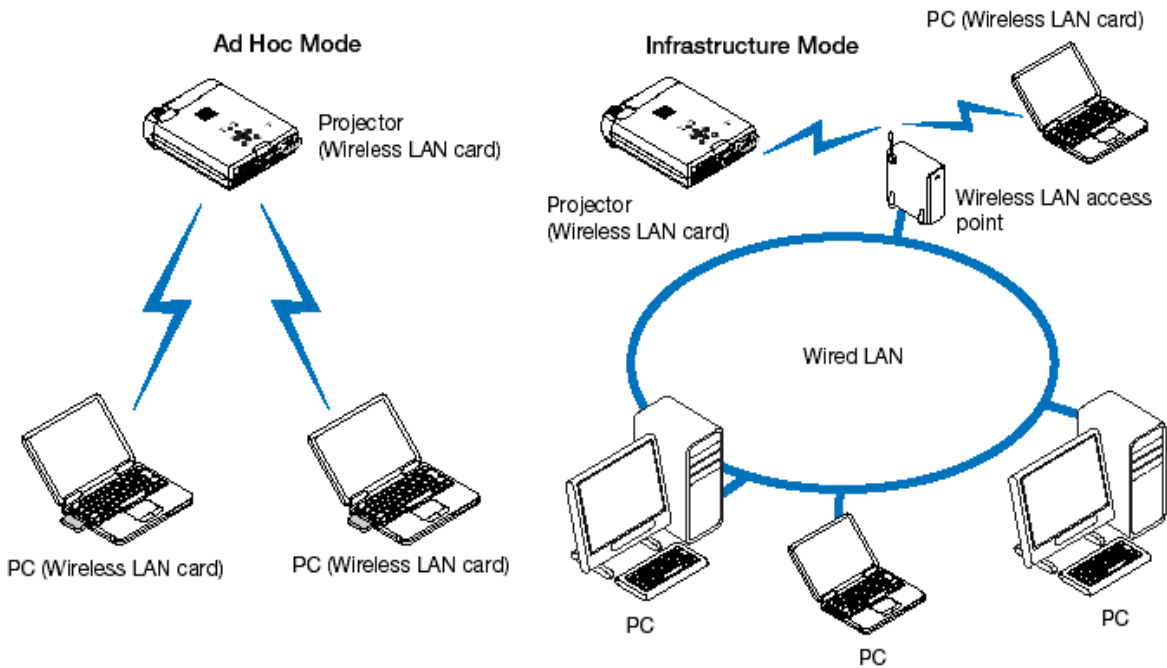 Ad Hoc Mode
Projector
(Wireless LAN card)
PC (Wireless LAN card)
PC (Wireless LAN card)
Infrastructure Mode
PC (Wireless LAN card)
Projector
(Wireless LAN card)
Wireless LAN access
point
Wired LAN
PC
PC
PC